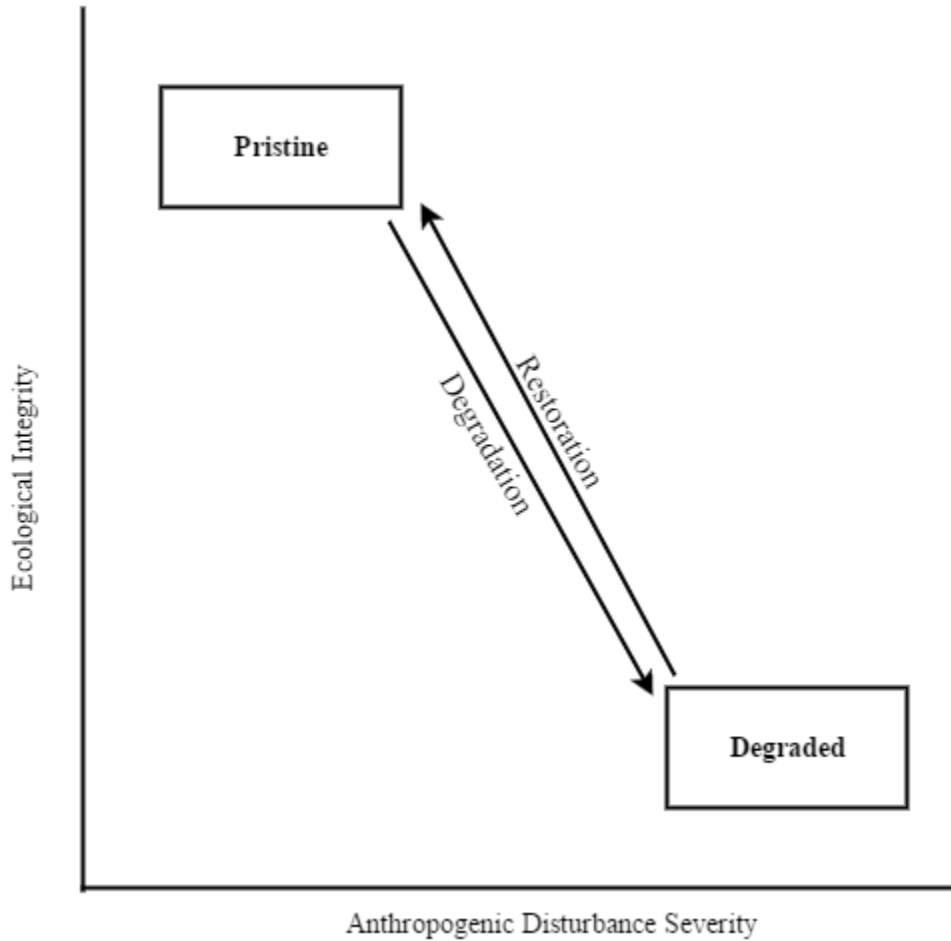 Pristine
Restoration
Degradation
Ecological Integrity
Degraded
Anthropogenic Disturbance Severity